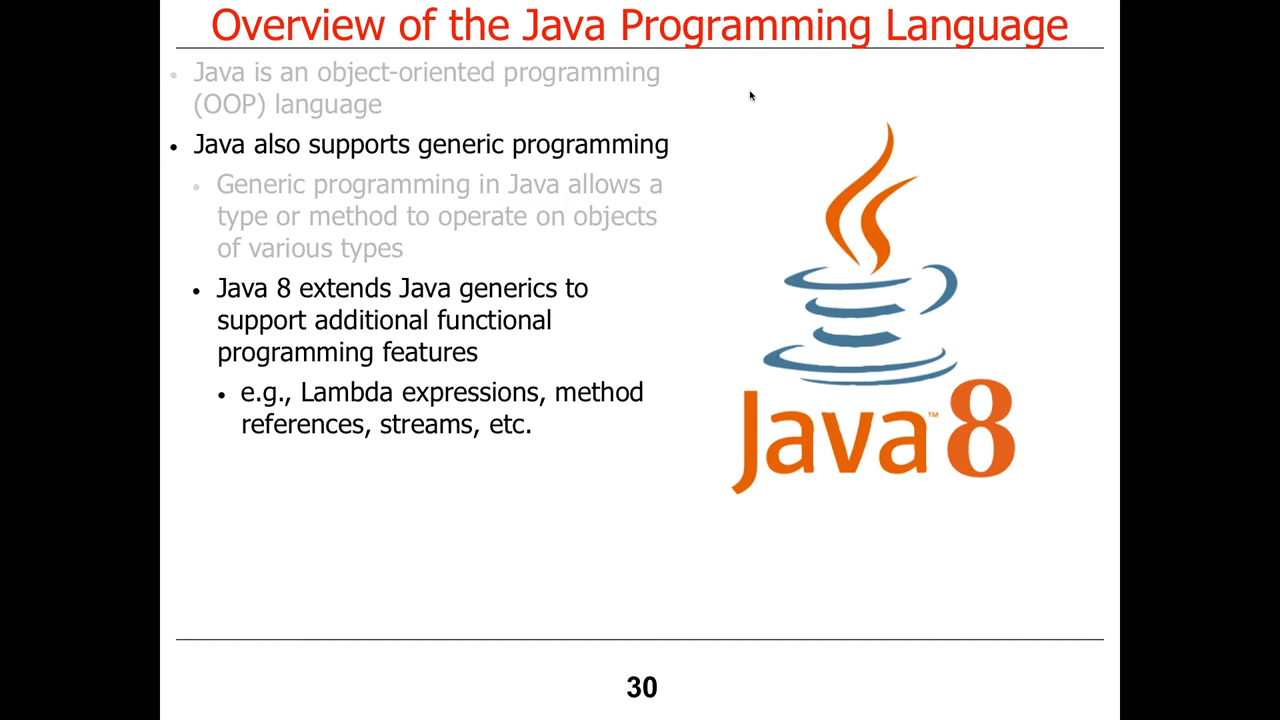 Overview of the Java Programming Language
• Java is an object-oriented programming
(OOP) language
• Java also supports generic programming
• Generic programming in Java allows a
type or method to operate on objects
of various types
• Java 8 extends Java generics to
support additional functional
programming features
• e.g., Lambda expressions, method
references, streams, etc.
Java™ 8
30